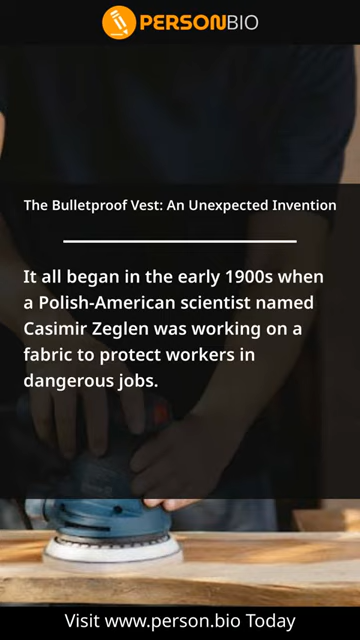 PERSONBIO
The Bulletproof Vest: An Unexpected Invention
It all began in the early 1900s when
a Polish-American scientist named
Casimir Zeglen was working on a
fabric to protect workers in
dangerous jobs.
Visit www.person.bio Today